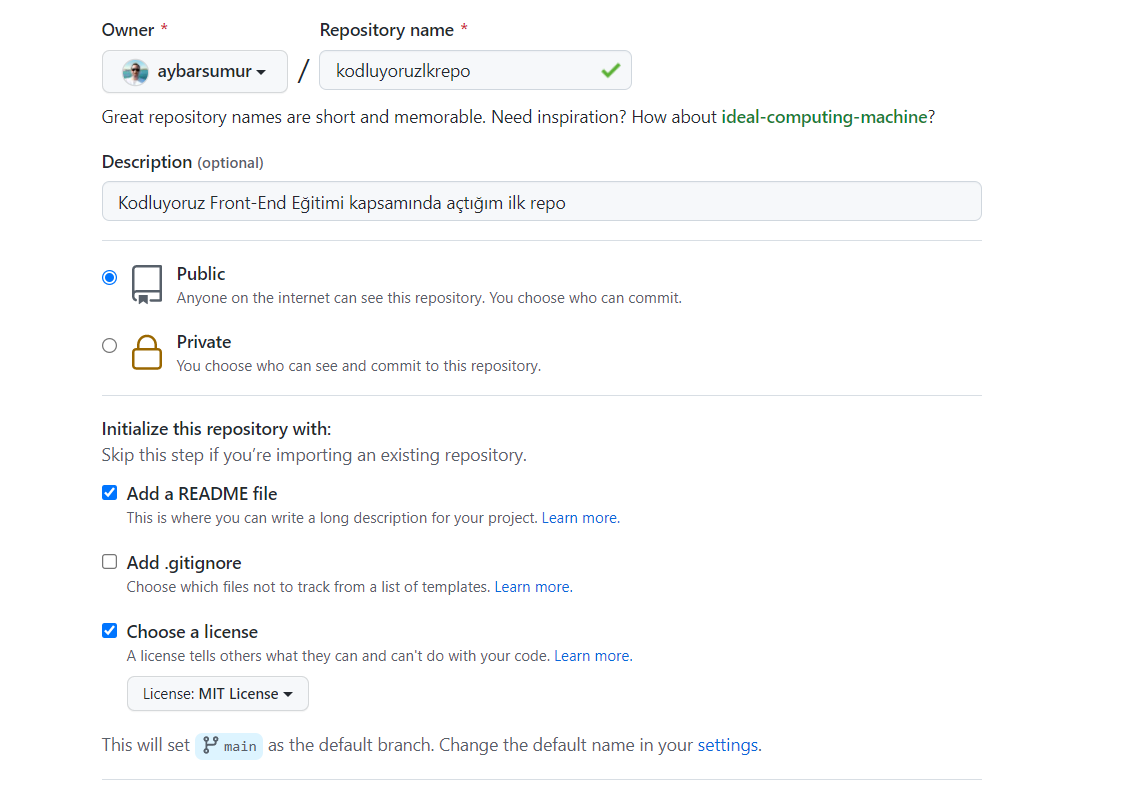 Owner *
Repository name *
aybarsumur
/
kodluyoruzlkrepo
Great repository names are short and memorable. Need inspiration? How about ideal-computing-machine?
Description (optional)
Kodluyoruz Front-End Eğitimi kapsamında açtığım ilk repo
Public
Anyone on the internet can see this repository. You choose who can commit.
Private
You choose who can see and commit to this repository.
Initialize this repository with:
Skip this step if you’re importing an existing repository.
Add a README file
This is where you can write a long description for your project. Learn more.
Add .gitignore
Choose which files not to track from a list of templates. Learn more.
Choose a license
A license tells others what they can and can't do with your code. Learn more.
License: MIT License
This will set main as the default branch. Change the default name in your settings.